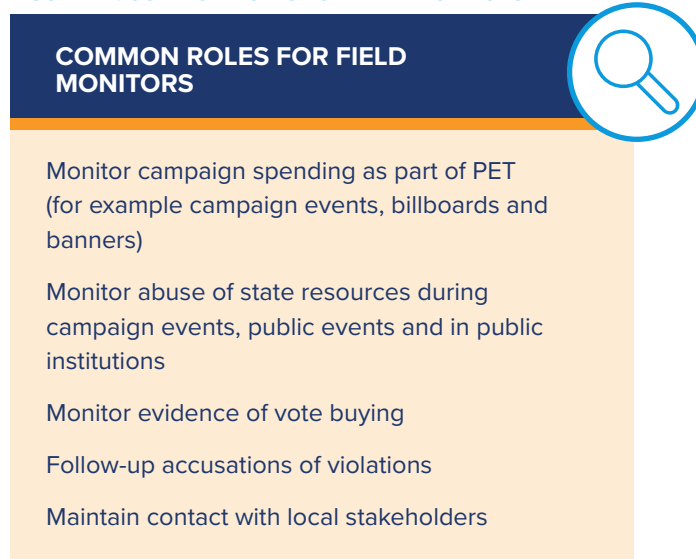 COMMON ROLES FOR FIELD
MONITORS
Monitor campaign spending as part of PET
(for example campaign events, billboards and
banners)
Monitor abuse of state resources during
campaign events, public events and in public
institutions
Monitor evidence of vote buying
Follow-up accusations of violations
Maintain contact with local stakeholders